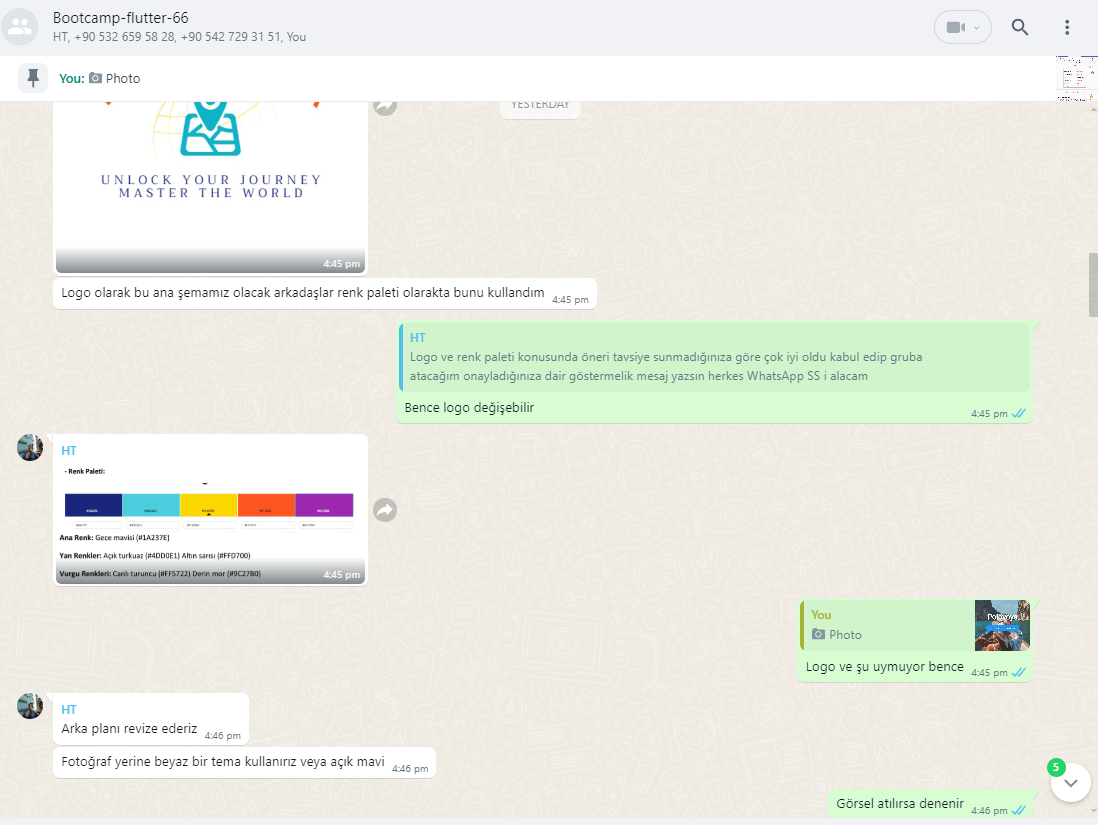 Bootcamp-flutter-66
HT, +90 532 659 58 28, +90 542 729 31 51, You
You: Photo
YESTERDAY
UNLOCK YOUR JOURNEY
MASTER THE WORLD
4:45 pm
Logo olarak bu ana şemamız olacak arkadaşlar renk paleti olarakta bunu kullandım
4:45 pm
HT
Logo ve renk paleti konusunda öneri tavsiye sunmadığınıza göre çok iyi oldu kabul edip gruba
atacağım onayladığınıza dair göstermelik mesaj yazsın herkes WhatsApp SS i alacam
Bence logo değişebilir
4:45 pm
HT
- Renk Paleti:
Ana Renk: Gece mavisi (#1A237E)
Yan Renkler: Açık turkuaz (#4DD0E1) Altın sarısı (#FFD700)
Vurgu Renkleri: Canlı turuncu (#FF5722) Derin mor (#9C27B0)
4:45 pm
You
Photo
Logo ve şu uymuyor bence
4:45 pm
HT
Arka planı revize ederiz
4:46 pm
Fotoğraf yerine beyaz bir tema kullanırız veya açık mavi
4:46 pm
5
Görsel atılırsa denenir
4:46 pm